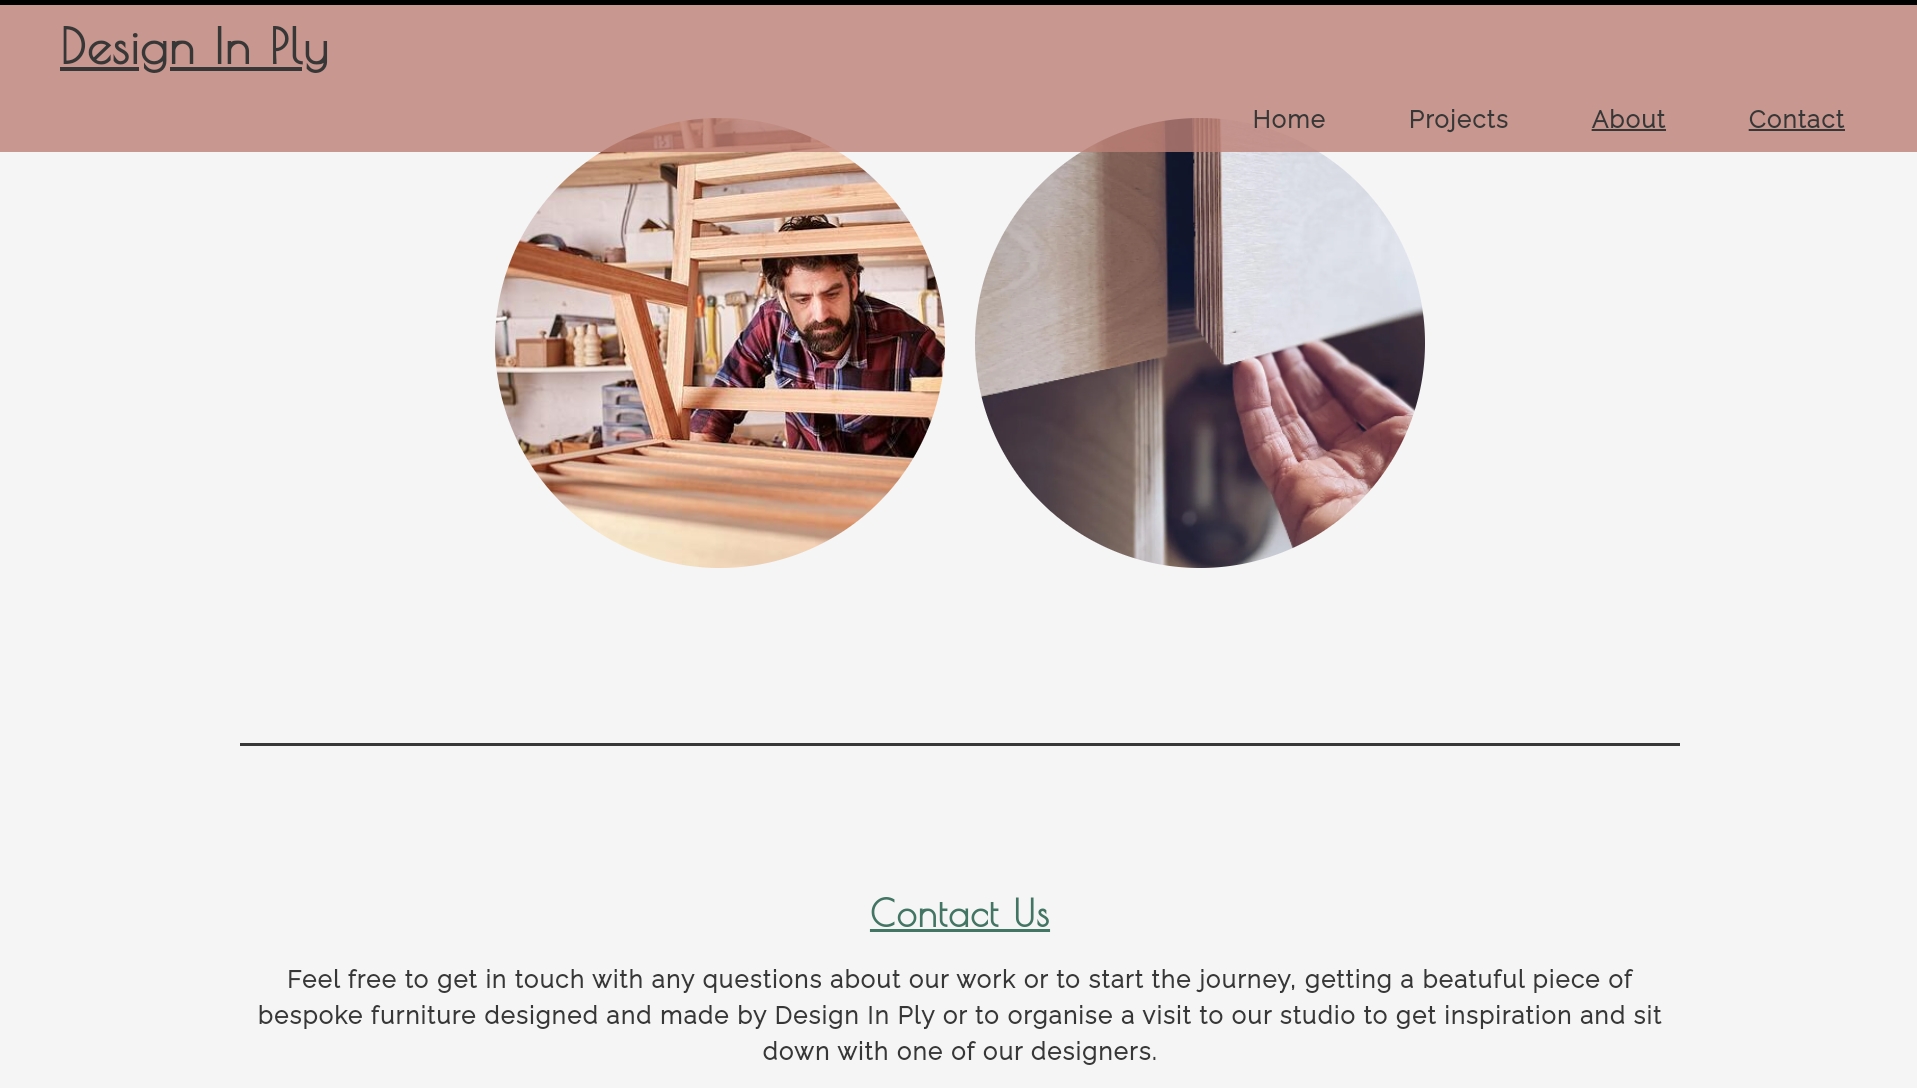 Design In Ply
Home Projects About Contact
Contact Us
Feel free to get in touch with any questions about our work or to start the journey, getting a beatuful piece of
bespoke furniture designed and made by Design In Ply or to organise a visit to our studio to get inspiration and sit
down with one of our designers.